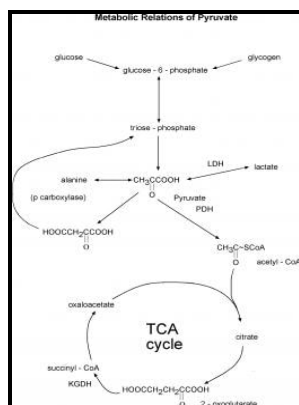 Metabolic Relations of Pyruvate
glucose
glycogen
glucose - 6 - phosphate
triose - phosphate
LDH
alanine
CH₃CCOOH
lactate
O
(p carboxylase)
Pyruvate
PDH
HOOCCH₂CCOOH
O
CH₃C~SCoA
O
acetyl - CoA
oxaloacetate
TCA
cycle
citrate
succinyl - CoA
KGDH
HOOCCH₂CH₂CCOOH
O
2 - oxoglutarate